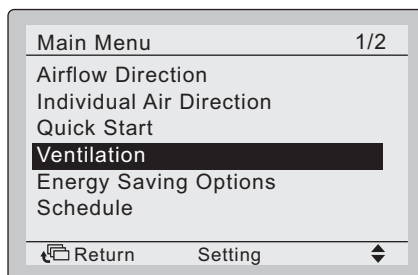 Main Menu 1/2
Airflow Direction
Individual Air Direction
Quick Start
Ventilation
Energy Saving Options
Schedule
Return Setting